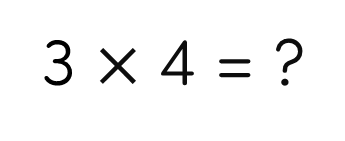 3 × 4 = ?